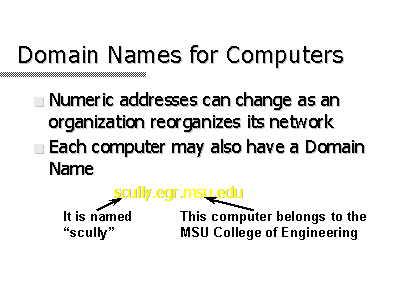 Domain Names for Computers
Numeric addresses can change as an
organization reorganizes its network
Each computer may also have a Domain
Name
scully.egr.msu.edu
It is named
“scully”
This computer belongs to the
MSU College of Engineering